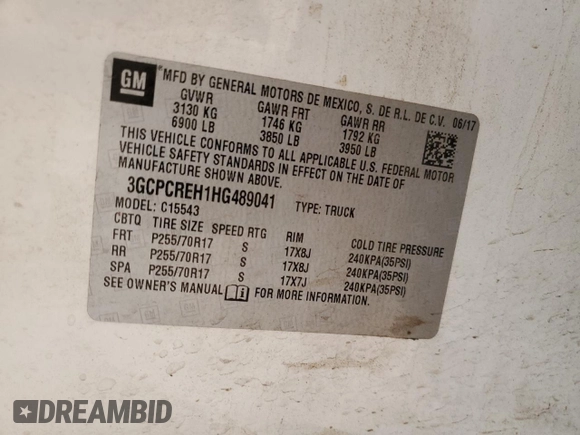 GM
MFD BY GENERAL MOTORS DE MEXICO, S. DE R.L. DE C.V. 06/17
GVWR GAWR FRT GAWR RR
3130 KG 1746 KG 1792 KG
6900 LB 3850 LB 3950 LB
THIS VEHICLE CONFORMS TO ALL APPLICABLE U.S. FEDERAL MOTOR
VEHICLE SAFETY STANDARDS IN EFFECT ON THE DATE OF
MANUFACTURE SHOWN ABOVE.
3GCPCREH1HG489041 TYPE: TRUCK
MODEL: C15543
CBTQ TIRE SIZE SPEED RTG RIM COLD TIRE PRESSURE
FRT P255/70R17 S 17X8J 240KPA(35PSI)
RR P255/70R17 S 17X8J 240KPA(35PSI)
SPA P255/70R17 S 17X7J 240KPA(35PSI)
SEE OWNER'S MANUAL FOR MORE INFORMATION.
DREAMBID